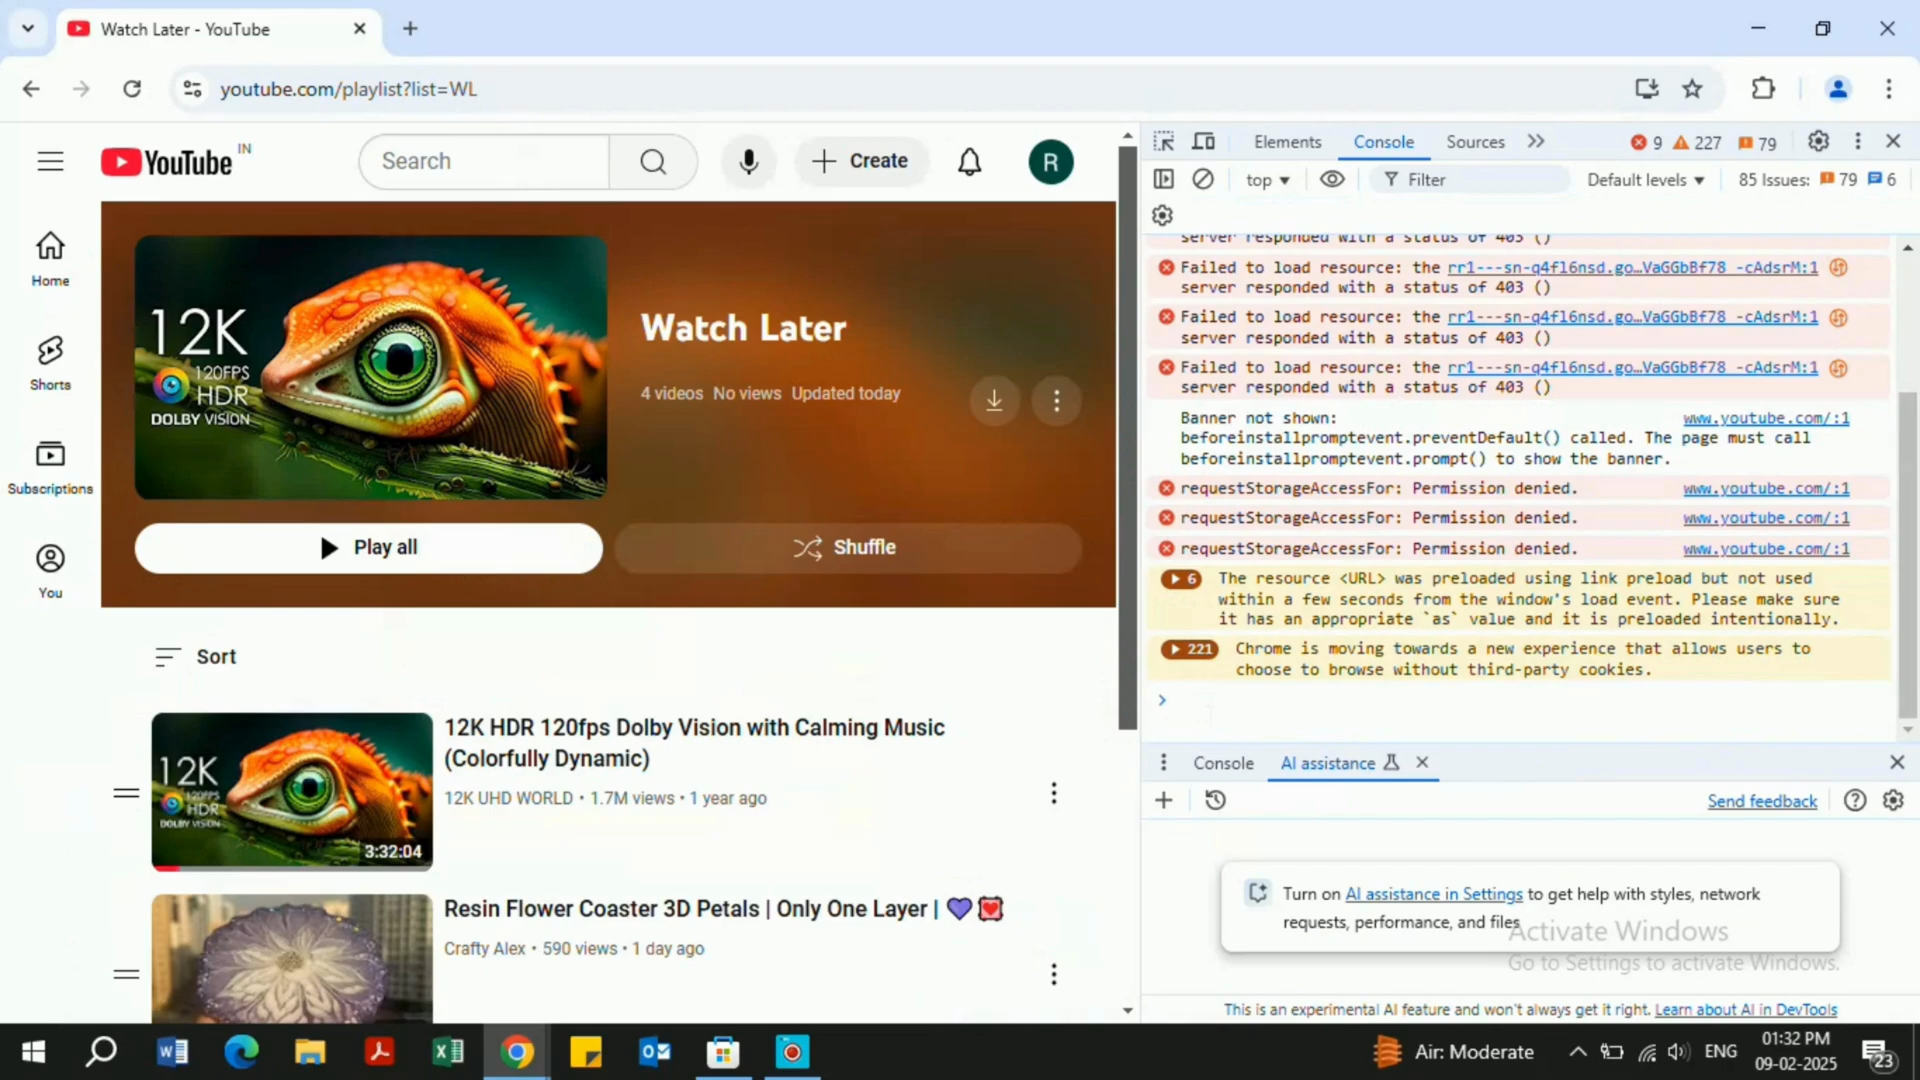 Watch Later - YouTube
youtube.com/playlist?list=WL
YouTube IN
Search
Create
R
Home
Shorts
Subscriptions
You
12K
120FPS
HDR
DOLBY VISION
Watch Later
4 videos No views Updated today
Play all
Shuffle
Sort
12K
HDR
DOLBY VISION
3:32:04
12K HDR 120fps Dolby Vision with Calming Music
(Colorfully Dynamic)
12K UHD WORLD • 1.7M views • 1 year ago
Resin Flower Coaster 3D Petals | Only One Layer | 💜💟
Crafty Alex • 590 views • 1 day ago
Elements Console Sources 9 227 79
top Filter Default levels 85 Issues: 79 6
server responded with a status of 403 ()
Failed to load resource: the rr1---sn-q4fl6nsd.go…VaGGbBf78_-cAdsrM:1
server responded with a status of 403 ()
Failed to load resource: the rr1---sn-q4fl6nsd.go…VaGGbBf78_-cAdsrM:1
server responded with a status of 403 ()
Failed to load resource: the rr1---sn-q4fl6nsd.go…VaGGbBf78_-cAdsrM:1
server responded with a status of 403 ()
Banner not shown: www.youtube.com/:1
beforeinstallpromptevent.preventDefault() called. The page must call
beforeinstallpromptevent.prompt() to show the banner.
requestStorageAccessFor: Permission denied. www.youtube.com/:1
requestStorageAccessFor: Permission denied. www.youtube.com/:1
requestStorageAccessFor: Permission denied. www.youtube.com/:1
6 The resource <URL> was preloaded using link preload but not used
within a few seconds from the window's load event. Please make sure
it has an appropriate `as` value and it is preloaded intentionally.
221 Chrome is moving towards a new experience that allows users to
choose to browse without third-party cookies.
Console AI assistance
Send feedback
Turn on AI assistance in Settings to get help with styles, network
requests, performance, and files
Activate Windows
Go to Settings to activate Windows.
This is an experimental AI feature and won't always get it right. Learn about AI in DevTools
Air: Moderate
ENG
01:32 PM
09-02-2025
23